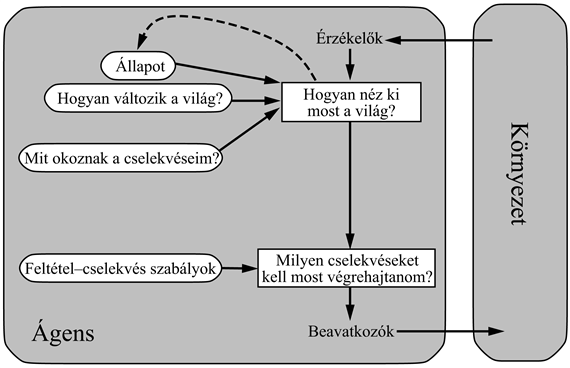 Érzékelők
Állapot
Hogyan változik a világ?
Hogyan néz ki
most a világ?
Mit okoznak a cselekvéseim?
Környezet
Feltétel–cselekvés szabályok
Milyen cselekvéseket
kell most végrehajtanom?
Ágens
Beavatkozók